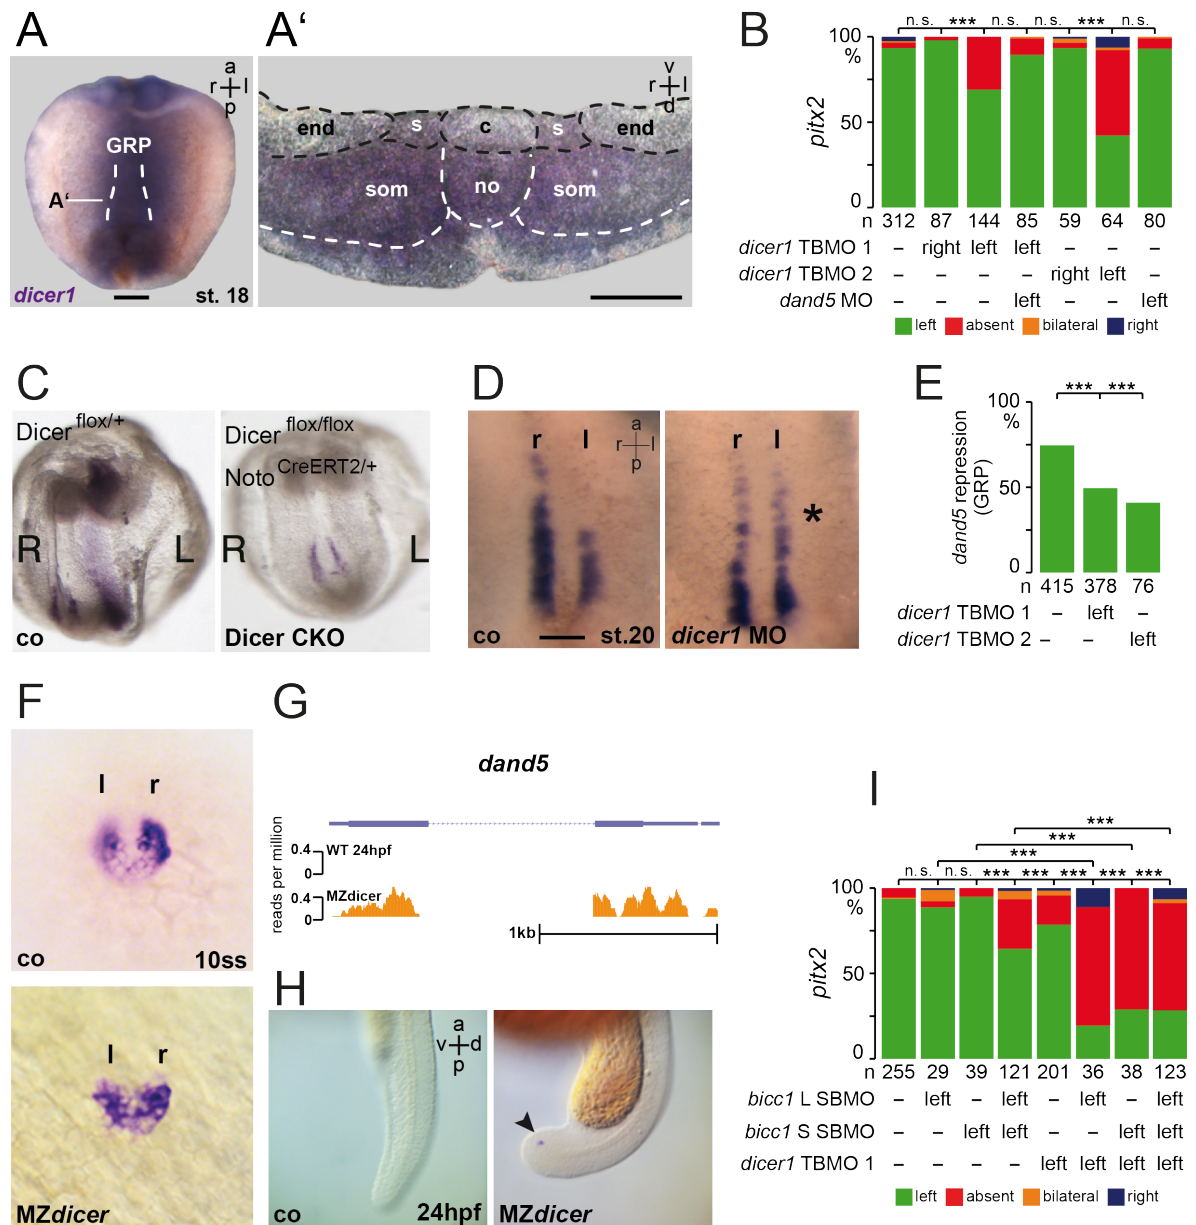 A
a
r l
p
GRP
A'
dicer1
st. 18
A'
v
r l
d
end s c s end
som no som
B
n. s. *** n. s. n. s. *** n. s.
100
%
50
0
pitx2
n 312 87 144 85 59 64 80
dicer1 TBMO 1 – right left left – – –
dicer1 TBMO 2 – – – – right left –
dand5 MO – – – left – – left
left absent bilateral right
C
Dicer flox/+
R L
co
Dicer flox/flox
Noto CreERT2/+
R L
Dicer CKO
D
r l
a
r l
p
co st.20
r l
*
dicer1 MO
E
*** ***
100
%
50
0
dand5 repression
(GRP)
n 415 378 76
dicer1 TBMO 1 – left –
dicer1 TBMO 2 – – left
F
l r
co 10ss
l r
MZdicer
G
dand5
reads per million
0.4
0
WT 24hpf
0.4
0
MZdicer
1kb
H
a
v d
p
co 24hpf
MZdicer
I
***
***
***
n. s. n. s. *** *** *** *** ***
100
%
50
0
pitx2
n 255 29 39 121 201 36 38 123
bicc1 L SBMO – left – left – left – left
bicc1 S SBMO – – left left – – left left
dicer1 TBMO 1 – – – – left left left left
left absent bilateral right